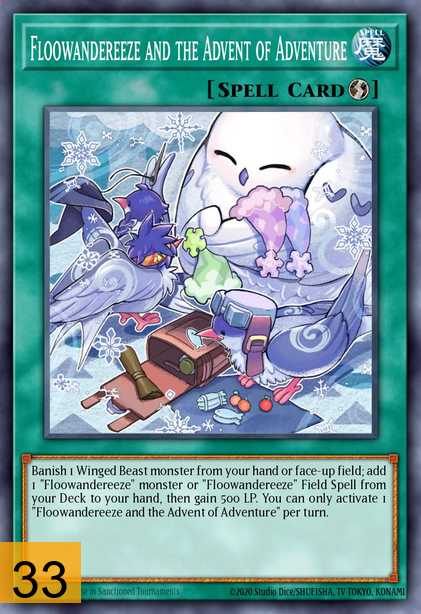 Floowandereeze and the Advent of Adventure
SPELL
魔
[Spell Card]
Banish 1 Winged Beast monster from your hand or face-up field; add
1 "Floowandereeze" monster or "Floowandereeze" Field Spell from
your Deck to your hand, then gain 500 LP. You can only activate 1
"Floowandereeze and the Advent of Adventure" per turn.
33
in Sanctioned Tournaments
©2020 Studio Dice/SHUEISHA, TV TOKYO, KONAMI